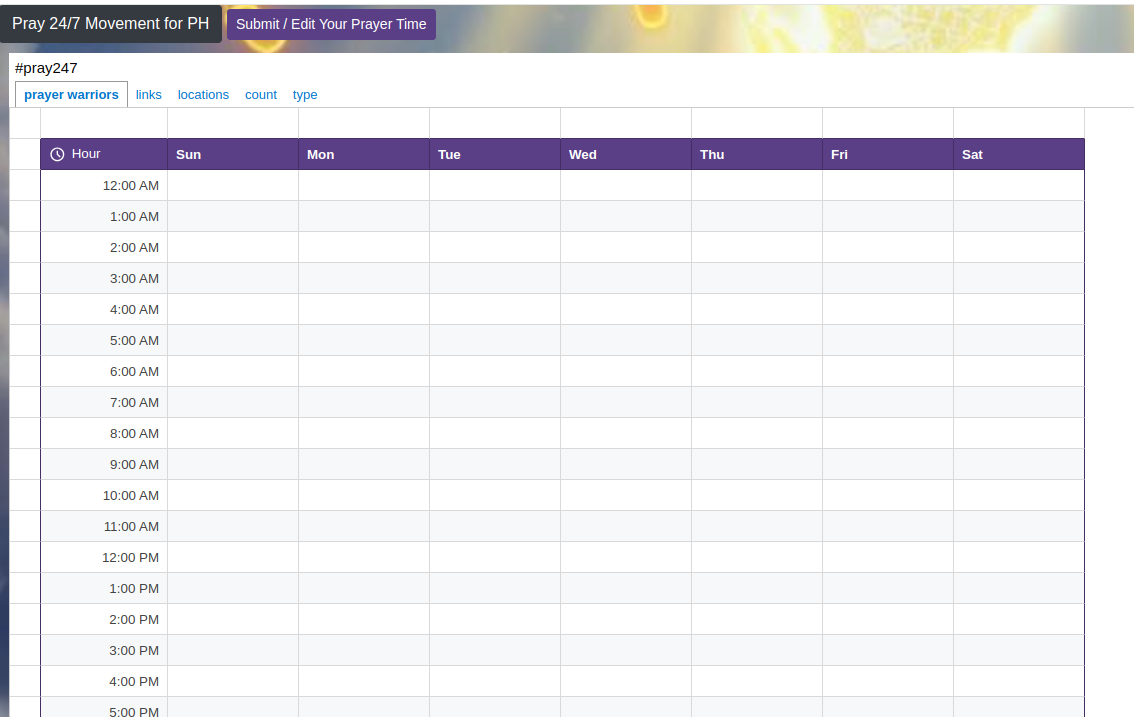 Pray 24/7 Movement for PH Submit / Edit Your Prayer Time
#pray247
prayer warriors links locations count type
Hour Sun Mon Tue Wed Thu Fri Sat
12:00 AM
1:00 AM
2:00 AM
3:00 AM
4:00 AM
5:00 AM
6:00 AM
7:00 AM
8:00 AM
9:00 AM
10:00 AM
11:00 AM
12:00 PM
1:00 PM
2:00 PM
3:00 PM
4:00 PM
5:00 PM